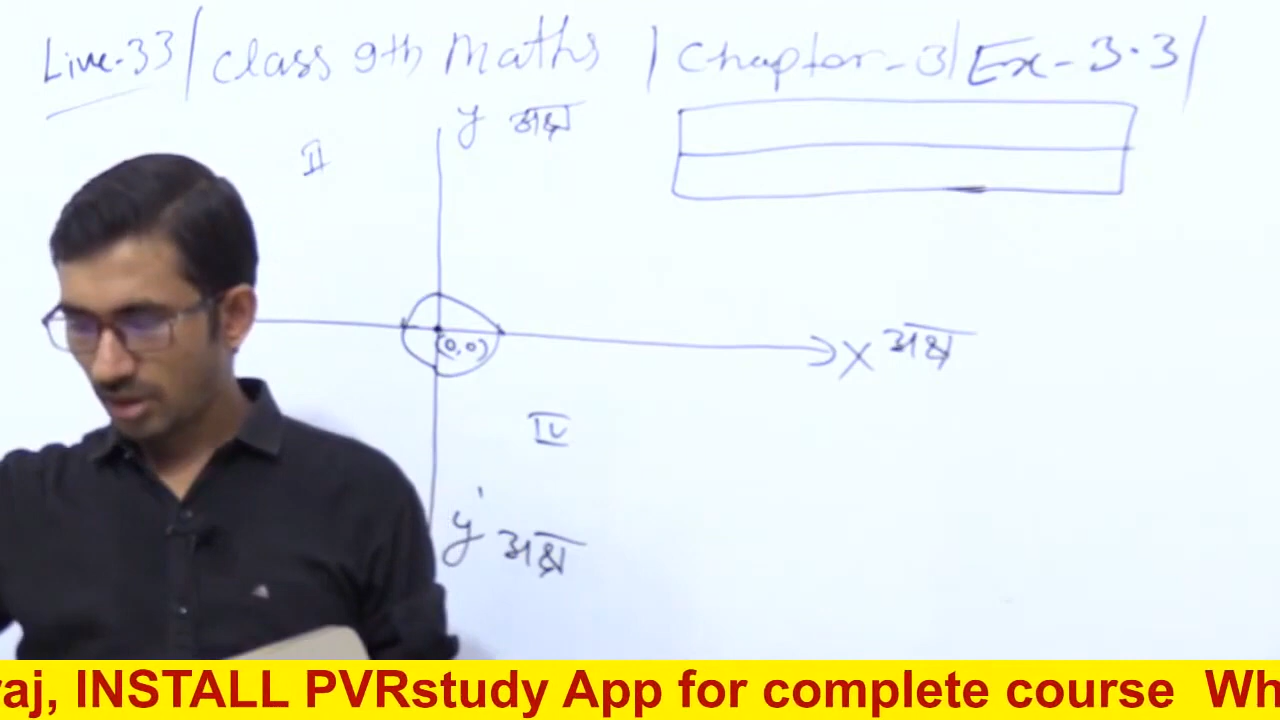 Live-33 | Class 9th Maths | Chapter-3 | Ex-3.3 |
y अक्ष
II
(0,0)
X अक्ष
IV
y' अक्ष
raj, INSTALL PVRstudy App for complete course Wh